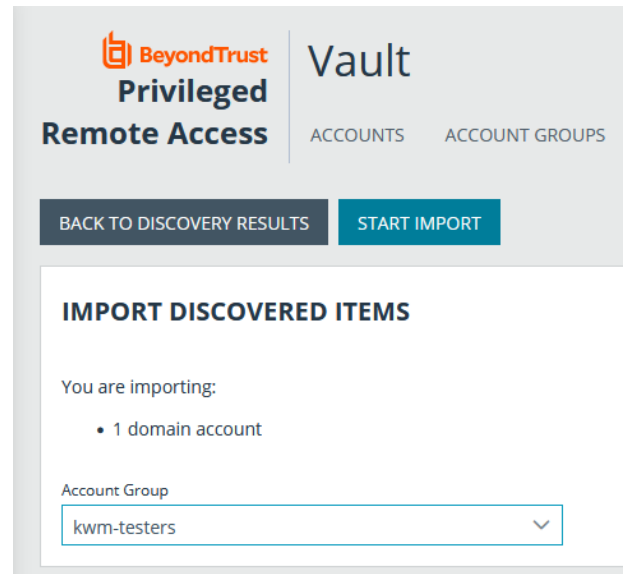 BeyondTrust
Privileged
Remote Access
Vault
ACCOUNTS ACCOUNT GROUPS
BACK TO DISCOVERY RESULTS START IMPORT
IMPORT DISCOVERED ITEMS
You are importing:
• 1 domain account
Account Group
kwm-testers